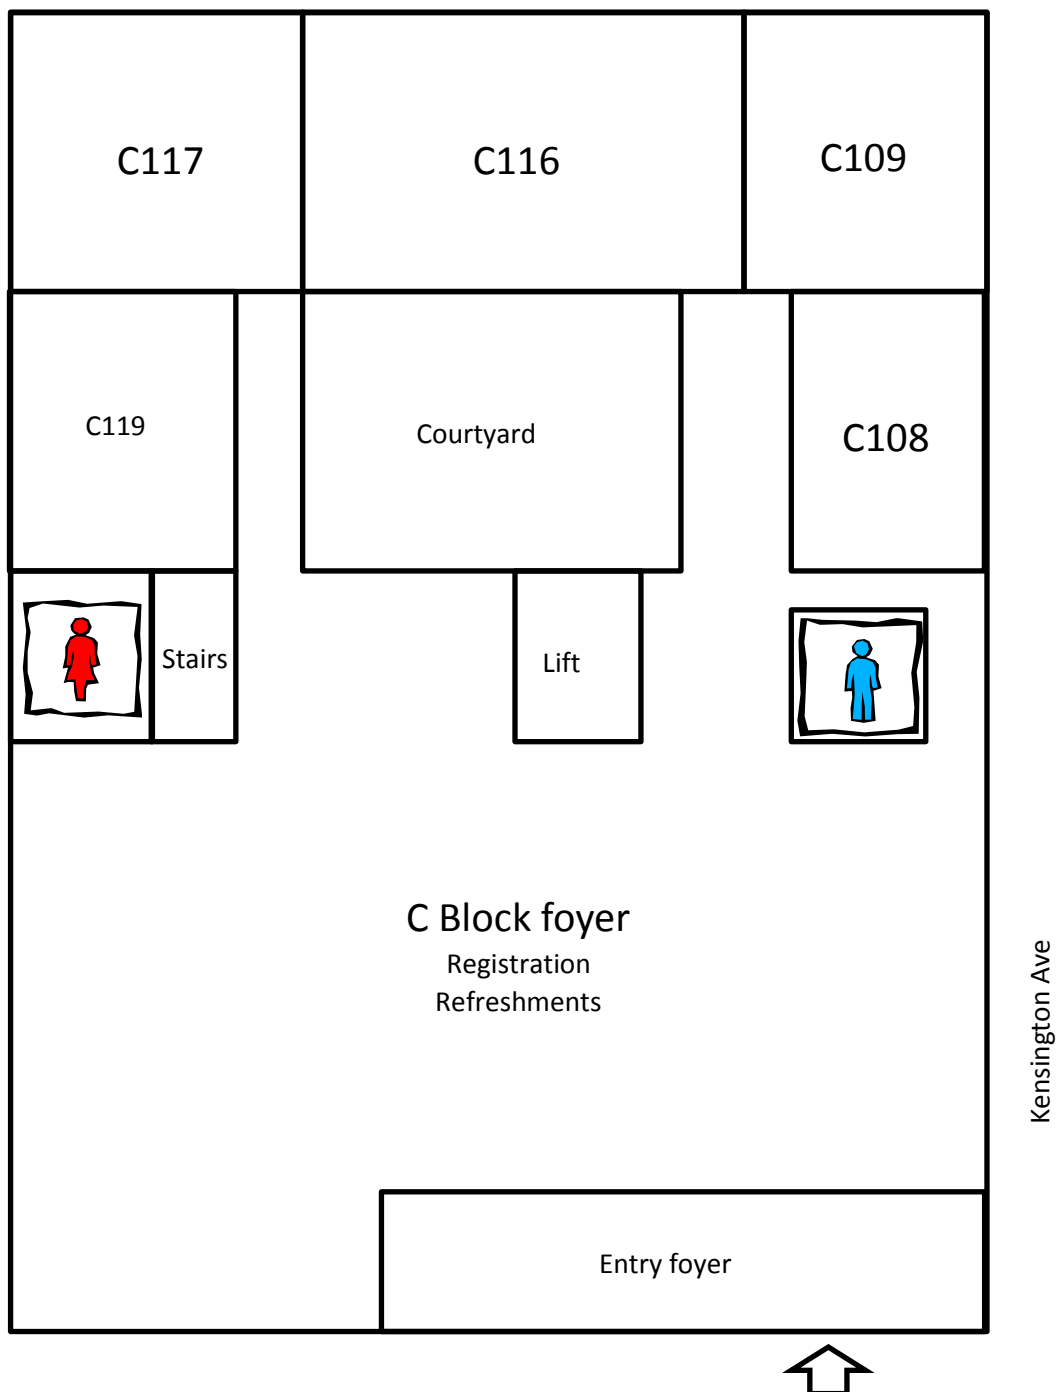 C117
C116
C109
C119
Courtyard
C108
Stairs
Lift
C Block foyer
Registration
Refreshments
Kensington Ave
Entry foyer